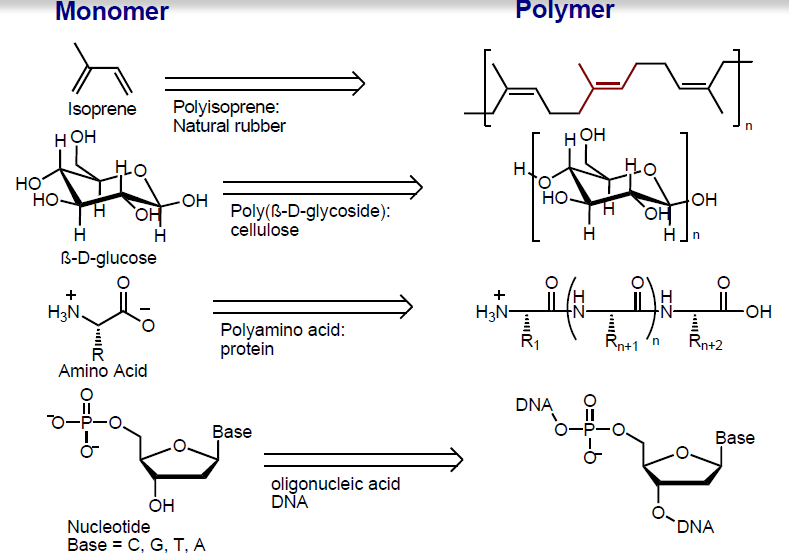 Monomer
Polymer
Isoprene
Polyisoprene:
Natural rubber
n
H OH
HO
HO
H
H
O
OH
OH
H
H
ß-D-glucose
Poly(ß-D-glycoside):
cellulose
H OH
H
O
HO
H
H
O
OH
OH
H
H
n
+
H3N
O
-
O
R
Amino Acid
Polyamino acid:
protein
+
H3N
R1
O
H
N
Rn+1
O
n
H
N
Rn+2
O
OH
O
-O-P-O
O-
O
Base
OH
Nucleotide
Base = C, G, T, A
oligonucleic acid
DNA
DNA
O
O-P-O
O-
O
Base
O
DNA